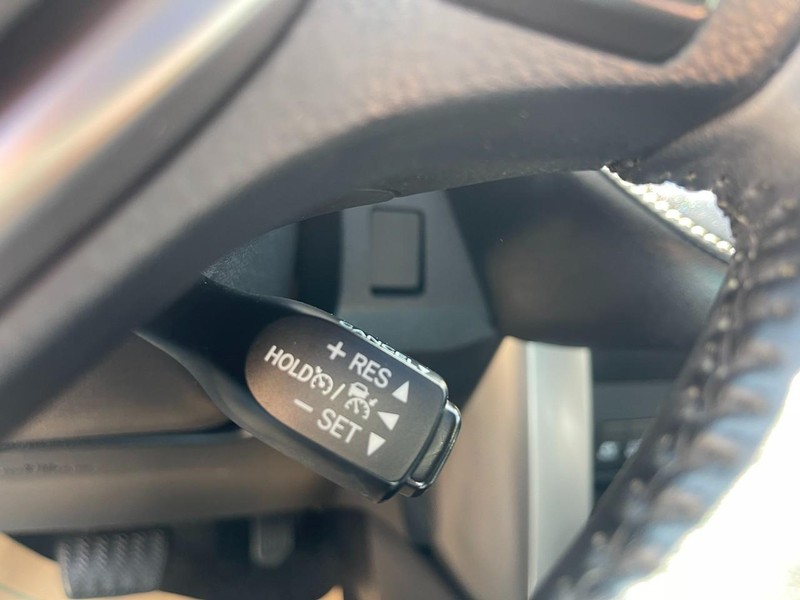 CANCEL
+ RES
HOLD /
− SET